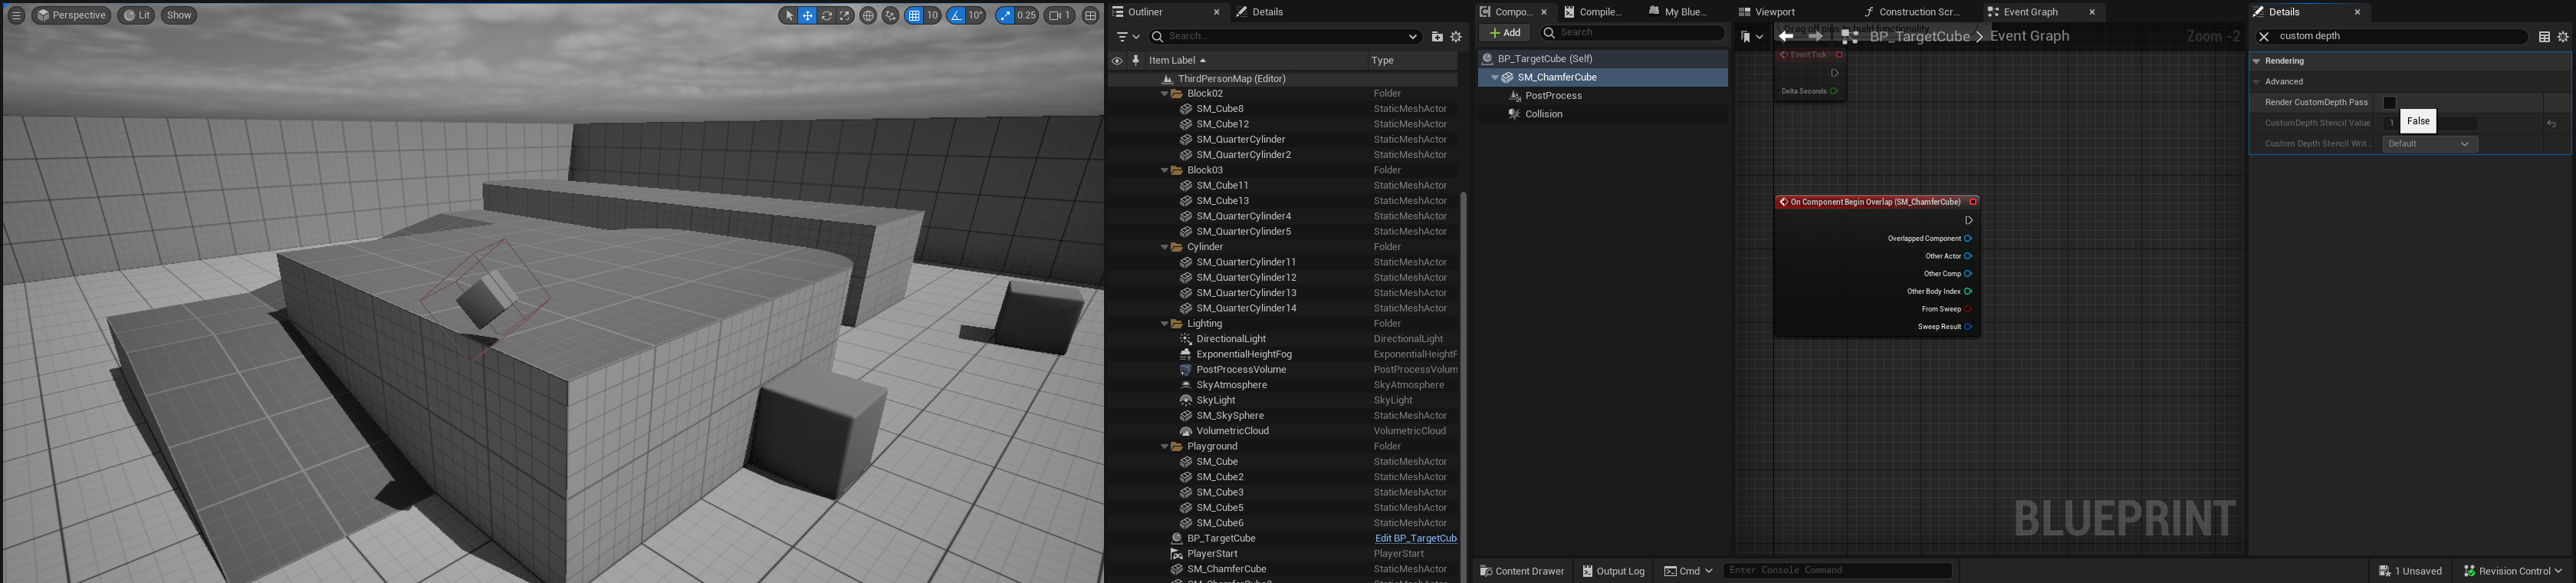 Perspective
Lit
Show
10
10°
0.25
1
Outliner
Details
Search...
Item Label
Type
ThirdPersonMap (Editor)
Block02 Folder
SM_Cube8 StaticMeshActor
SM_Cube12 StaticMeshActor
SM_QuarterCylinder StaticMeshActor
SM_QuarterCylinder2 StaticMeshActor
Block03 Folder
SM_Cube11 StaticMeshActor
SM_Cube13 StaticMeshActor
SM_QuarterCylinder4 StaticMeshActor
SM_QuarterCylinder5 StaticMeshActor
Cylinder Folder
SM_QuarterCylinder11 StaticMeshActor
SM_QuarterCylinder12 StaticMeshActor
SM_QuarterCylinder13 StaticMeshActor
SM_QuarterCylinder14 StaticMeshActor
Lighting Folder
DirectionalLight DirectionalLight
ExponentialHeightFog ExponentialHeightF
PostProcessVolume PostProcessVolum
SkyAtmosphere SkyAtmosphere
SkyLight SkyLight
SM_SkySphere StaticMeshActor
VolumetricCloud VolumetricCloud
Playground Folder
SM_Cube StaticMeshActor
SM_Cube2 StaticMeshActor
SM_Cube3 StaticMeshActor
SM_Cube5 StaticMeshActor
SM_Cube6 StaticMeshActor
BP_TargetCube Edit BP_TargetCub
PlayerStart PlayerStart
SM_ChamferCube StaticMeshActor
Compo...
Compile...
My Blue...
Add
Search
BP_TargetCube (Self)
SM_ChamferCube
PostProcess
Collision
Viewport
Construction Scr...
Event Graph
BP_TargetCube > Event Graph
Zoom -2
Event Tick
Delta Seconds
On Component Begin Overlap (SM_ChamferCube)
Overlapped Component
Other Actor
Other Comp
Other Body Index
From Sweep
Sweep Result
BLUEPRINT
Details
custom depth
Rendering
Advanced
Render CustomDepth Pass
CustomDepth Stencil Value 1
False
Custom Depth Stencil Writ... Default
Content Drawer
Output Log
Cmd
Enter Console Command
1 Unsaved
Revision Control